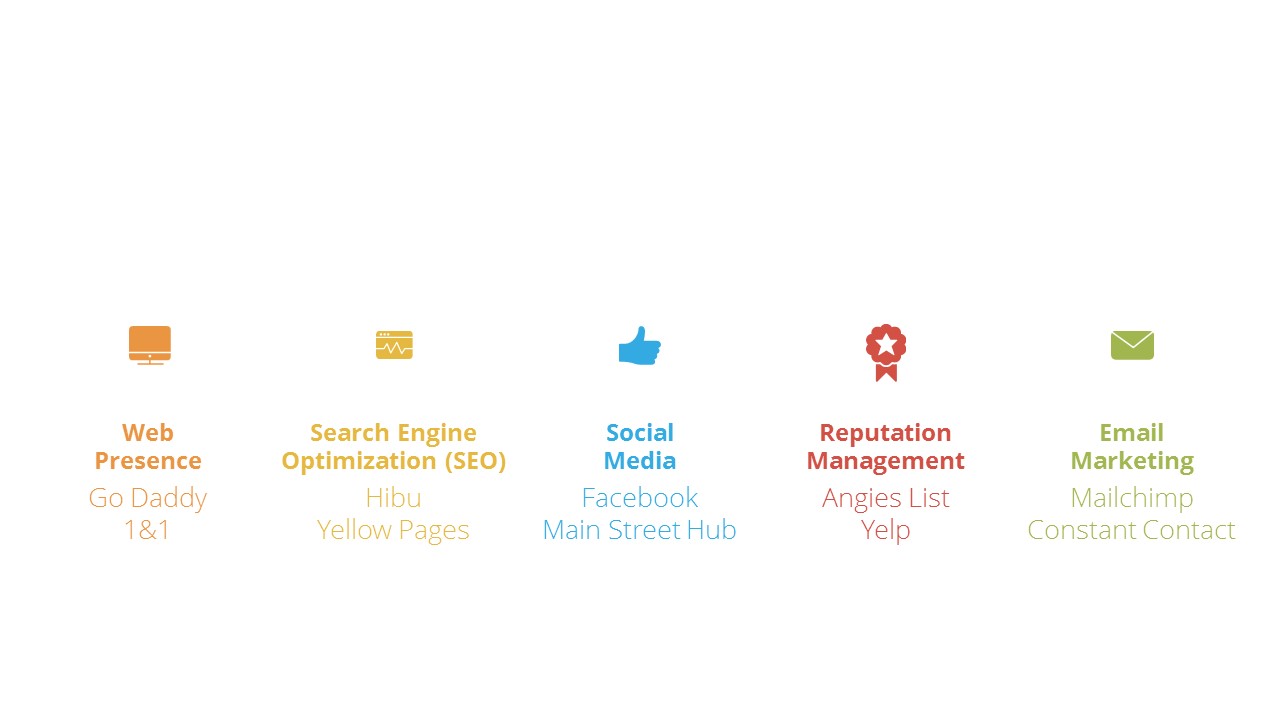 Web
Presence
Go Daddy
1&1
Search Engine
Optimization (SEO)
Hibu
Yellow Pages
Social
Media
Facebook
Main Street Hub
Reputation
Management
Angies List
Yelp
Email
Marketing
Mailchimp
Constant Contact